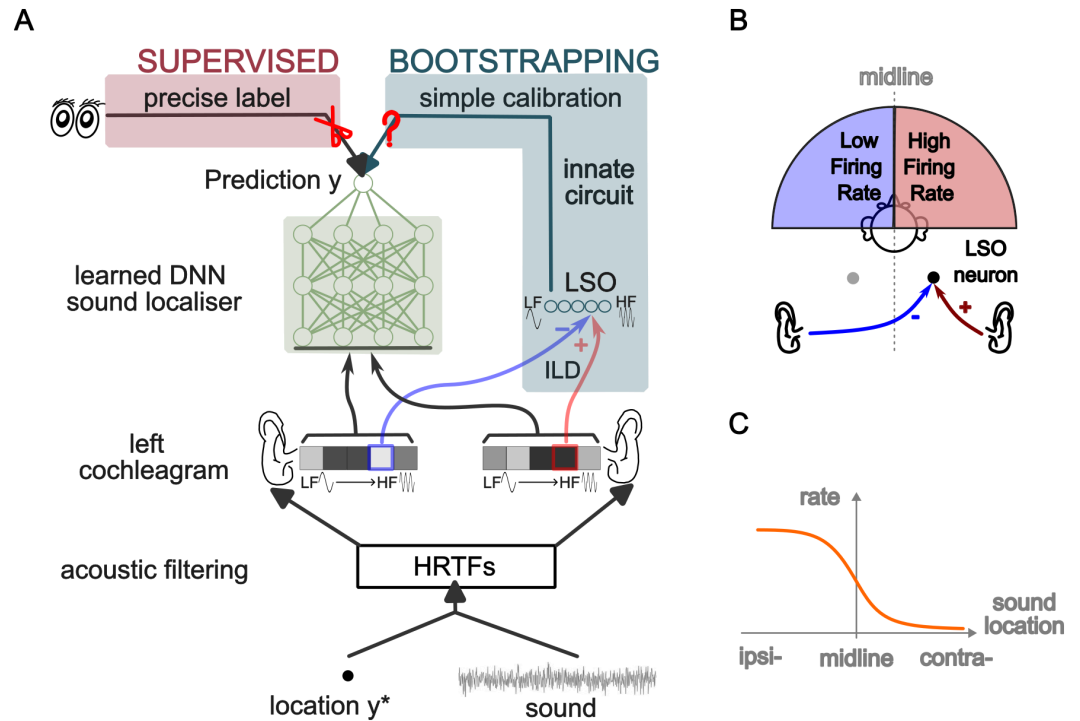 A
SUPERVISED
BOOTSTRAPPING
precise label
simple calibration
?
Prediction y
innate
circuit
learned DNN
sound localiser
LSO
LF
HF
-
+
ILD
left
cochleagram
LF
HF
LF
HF
acoustic filtering
HRTFs
location y*
sound
B
midline
Low
Firing
Rate
High
Firing
Rate
LSO
neuron
-
+
C
rate
sound
location
ipsi-
midline
contra-